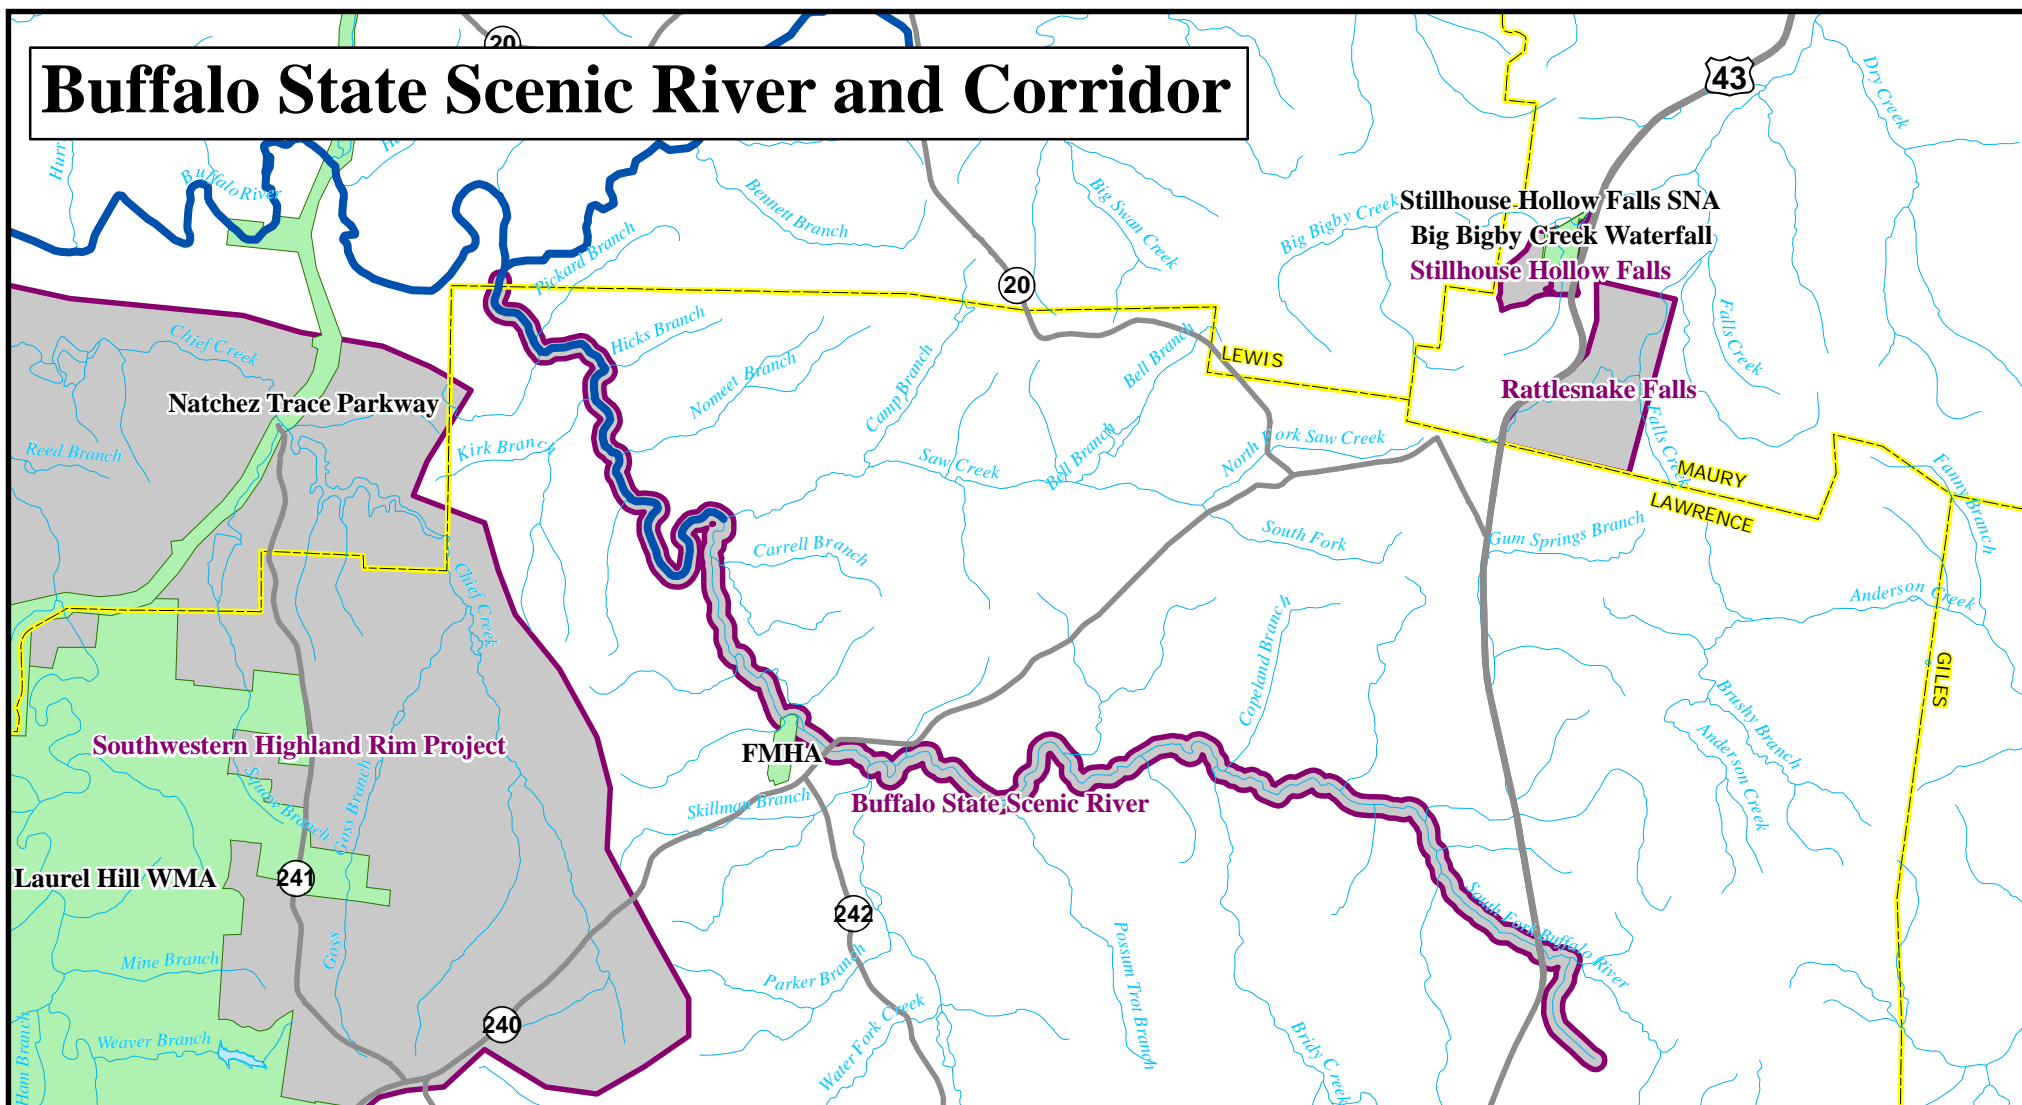 20
Buffalo State Scenic River and Corridor
43
Dry Creek
Buffalo River
Bennett Branch
Big Swan Creek
Big Bigby Creek
Stillhouse Hollow Falls SNA
Big Bigby Creek Waterfall
Stillhouse Hollow Falls
Pickard Branch
20
Chief Creek
Hicks Branch
Nomeet Branch
Camp Branch
Bell Branch
LEWIS
Falls Creek
Natchez Trace Parkway
Rattlesnake Falls
Reed Branch
Kirk Branch
Saw Creek
Bell Branch
North Fork Saw Creek
Falls Creek
MAURY
LAWRENCE
Fanny Branch
Carrell Branch
South Fork
Gum Springs Branch
Chief Creek
Anderson Creek
Copeland Branch
GILES
Brushy Branch
Anderson Creek
Southwestern Highland Rim Project
FMHA
Squaw Branch
Goss Branch
Skillman Branch
Buffalo State Scenic River
Laurel Hill WMA
241
242
South Fork Buffalo River
Goss
Mine Branch
Parker Branch
Possum Trot Branch
240
Weaver Branch
Ham Branch
Water Fork Creek
Bridy Creek